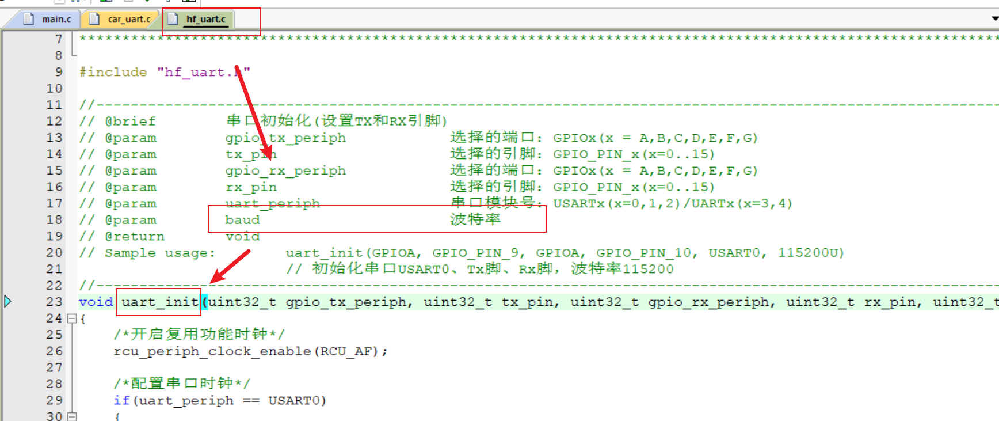 main.c car_uart.c hf_uart.c
7 ************************************************************************************************************
8
9 #include "hf_uart.h"
10
11 //---------------------------------------------------------------------------------------------------------
12 // @brief 串口初始化(设置TX和RX引脚)
13 // @param gpio_tx_periph 选择的端口：GPIOx(x = A,B,C,D,E,F,G)
14 // @param tx_pin 选择的引脚：GPIO_PIN_x(x=0..15)
15 // @param gpio_rx_periph 选择的端口：GPIOx(x = A,B,C,D,E,F,G)
16 // @param rx_pin 选择的引脚：GPIO_PIN_x(x=0..15)
17 // @param uart_periph 串口模块号：USARTx(x=0,1,2)/UARTx(x=3,4)
18 // @param baud 波特率
19 // @return void
20 // Sample usage: uart_init(GPIOA, GPIO_PIN_9, GPIOA, GPIO_PIN_10, USART0, 115200U)
21 // 初始化串口USART0、Tx脚、Rx脚，波特率115200
22 //---------------------------------------------------------------------------------------------------------
23 void uart_init(uint32_t gpio_tx_periph, uint32_t tx_pin, uint32_t gpio_rx_periph, uint32_t rx_pin, uint32_t
24 {
25 /*开启复用功能时钟*/
26 rcu_periph_clock_enable(RCU_AF);
27
28 /*配置串口时钟*/
29 if(uart_periph == USART0)
30 {